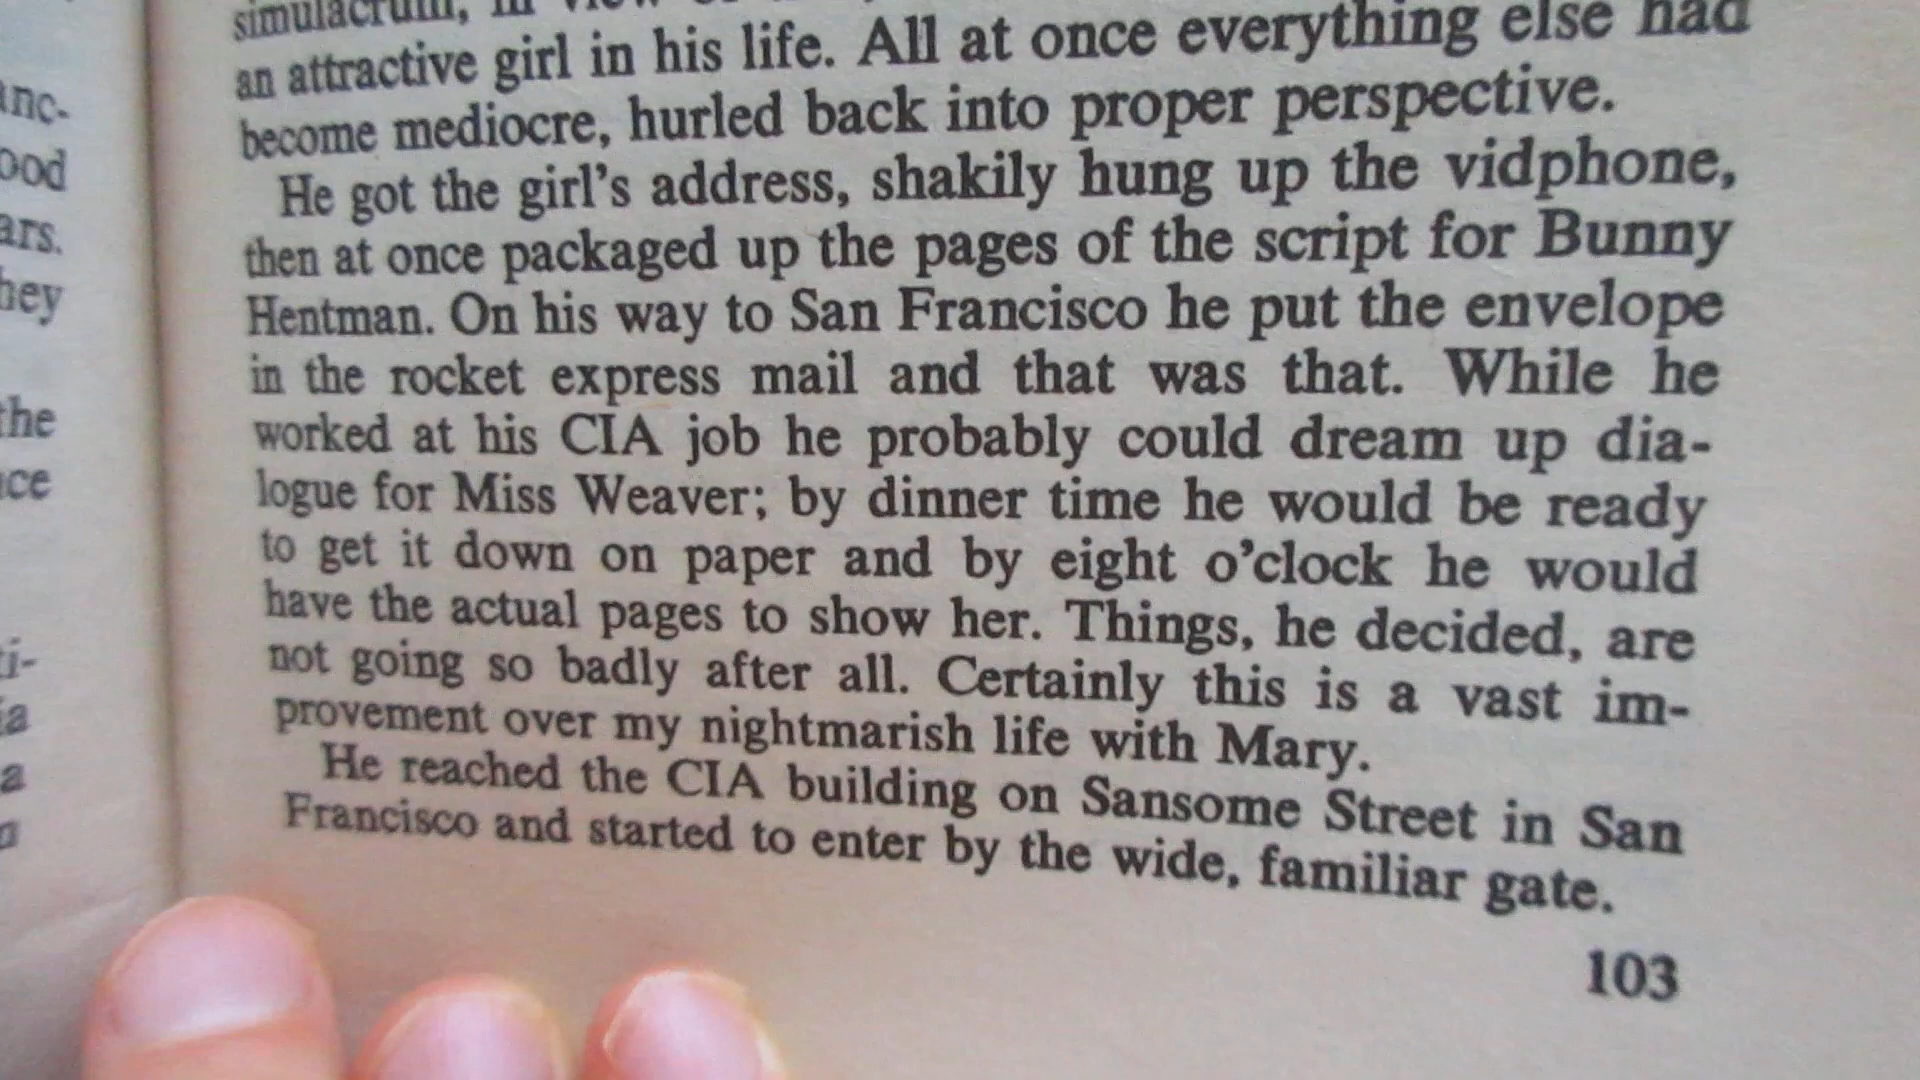 simulacrum, in view of
an attractive girl in his life. All at once everything else had
become mediocre, hurled back into proper perspective.
He got the girl's address, shakily hung up the vidphone,
then at once packaged up the pages of the script for Bunny
Hentman. On his way to San Francisco he put the envelope
in the rocket express mail and that was that. While he
worked at his CIA job he probably could dream up dia-
logue for Miss Weaver; by dinner time he would be ready
to get it down on paper and by eight o'clock he would
have the actual pages to show her. Things, he decided, are
not going so badly after all. Certainly this is a vast im-
provement over my nightmarish life with Mary.
He reached the CIA building on Sansome Street in San
Francisco and started to enter by the wide, familiar gate.
103